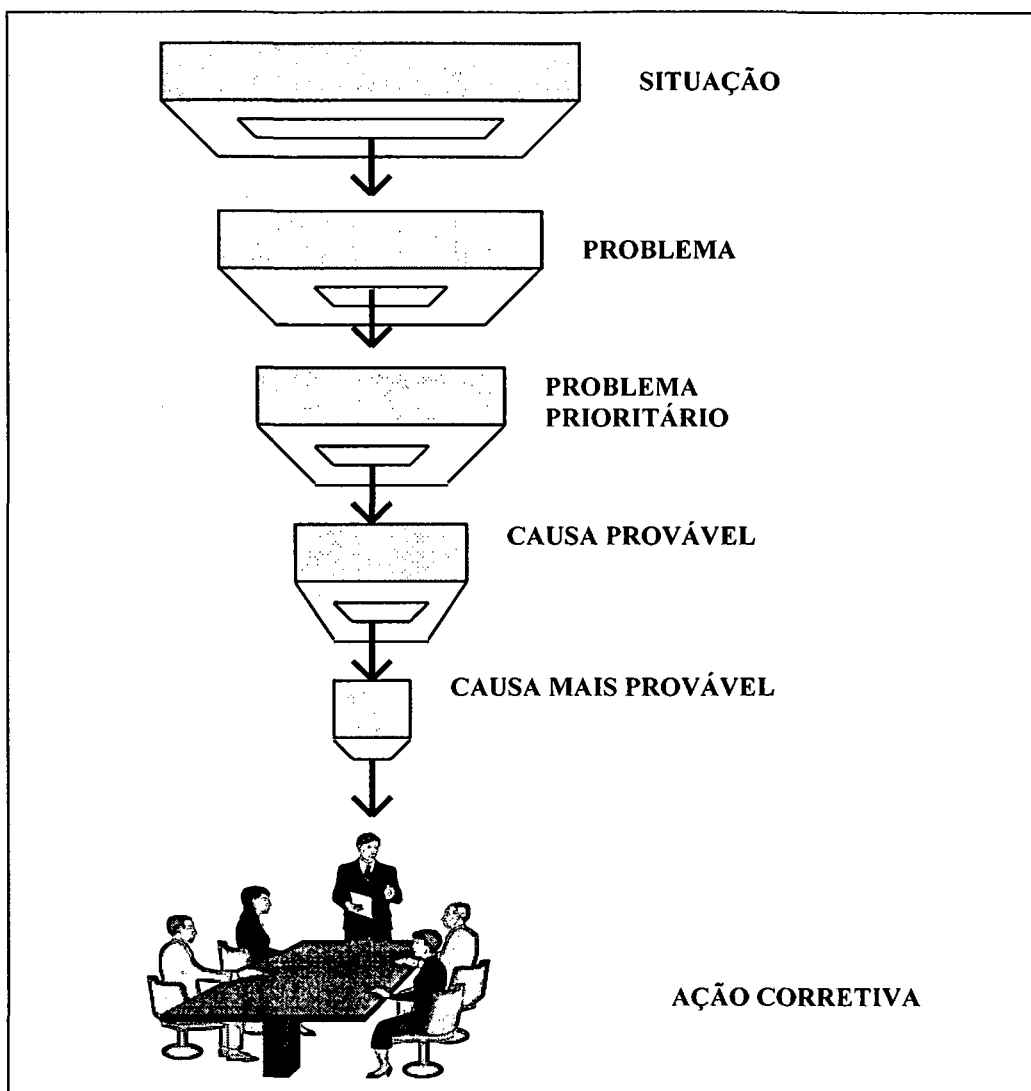 SITUAÇÃO
PROBLEMA
PROBLEMA
PRIORITÁRIO
CAUSA PROVÁVEL
CAUSA MAIS PROVÁVEL
AÇÃO CORRETIVA